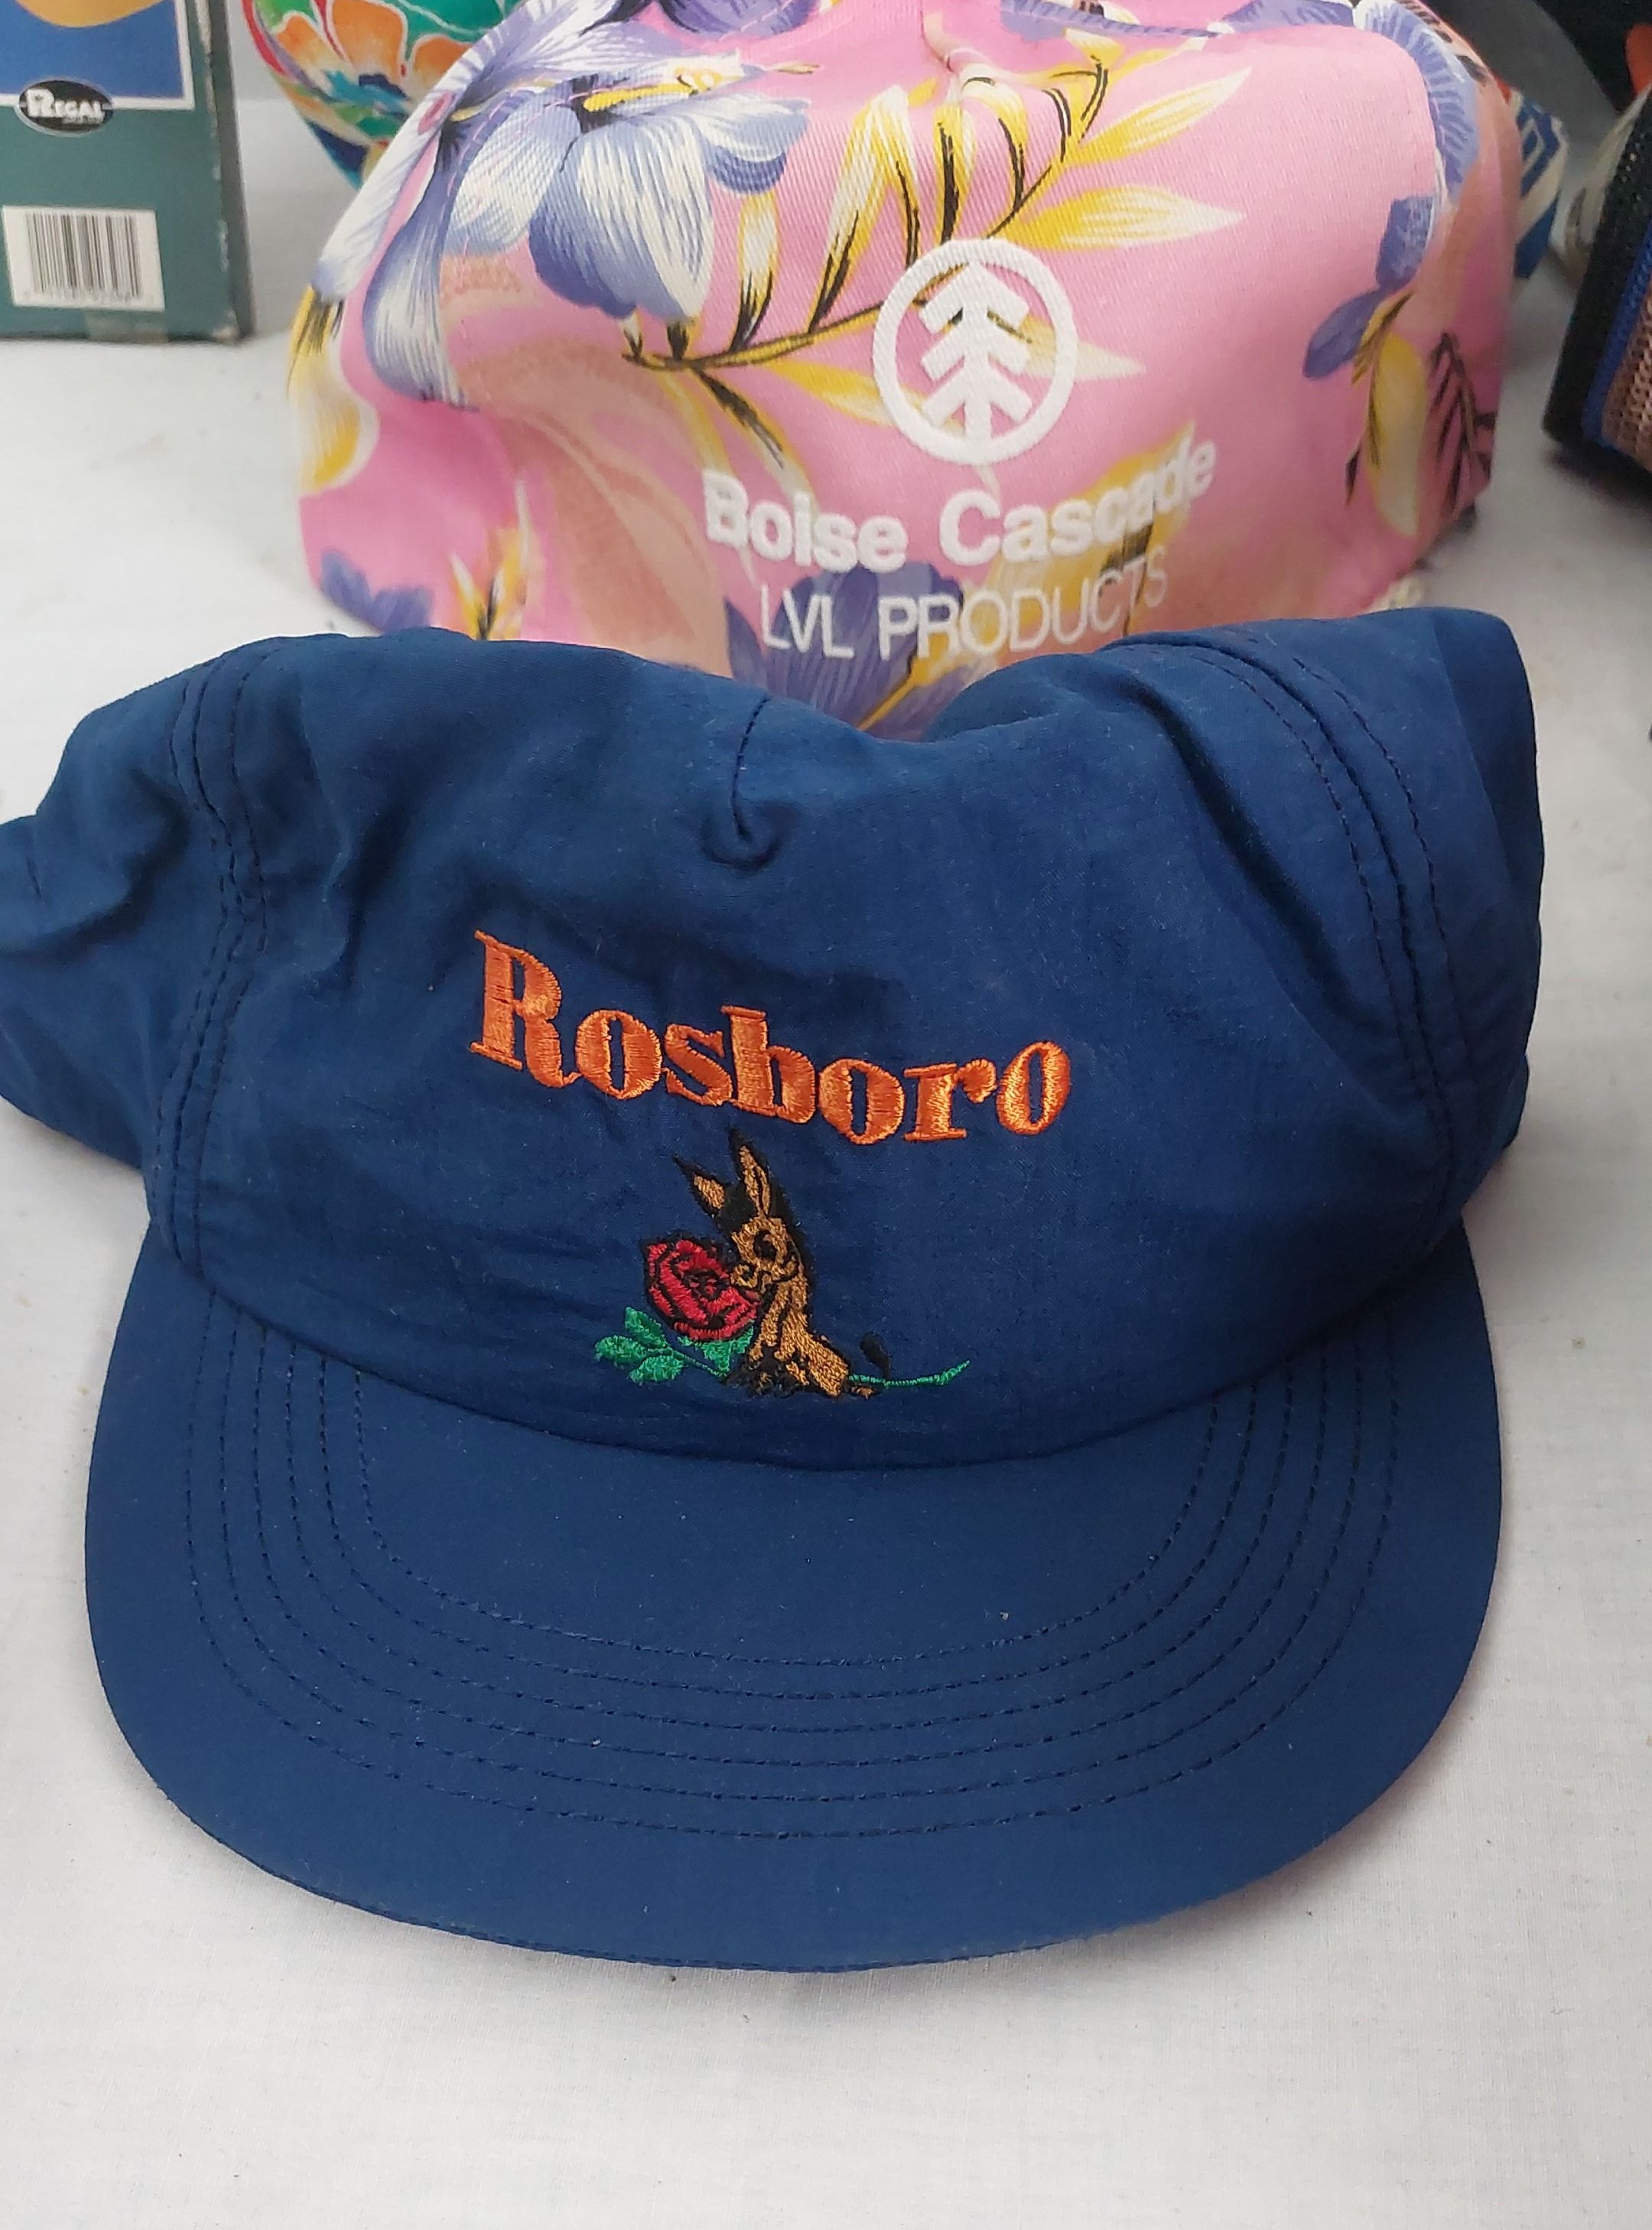 REGAL
Boise Cascade
LVL PRODUCTS
Rosboro